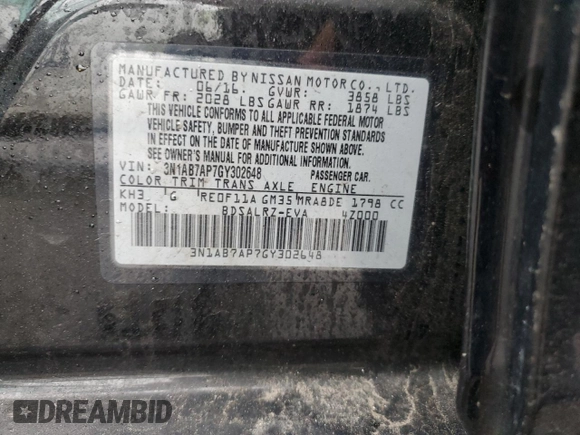 MANUFACTURED BY NISSAN MOTOR CO., LTD.
DATE: 06/16 GVWR: 3858 LBS
GAWR FR: 2028 LBS GAWR RR: 1874 LBS
THIS VEHICLE CONFORMS TO ALL APPLICABLE FEDERAL MOTOR
VEHICLE SAFETY, BUMPER AND THEFT PREVENTION STANDARDS
IN EFFECT ON THE DATE OF MANUFACTURE SHOWN ABOVE.
SEE OWNER'S MANUAL FOR ADDITIONAL INFORMATION.
VIN: 3N1AB7AP7GY302648 PASSENGER CAR
COLOR TRIM TRANS AXLE ENGINE
KH3 G RE0F11A GM35 MRA8DE 1798 CC
BDSALRZ-EVA 4Z000
3N1AB7AP7GY302648
DREAMBID